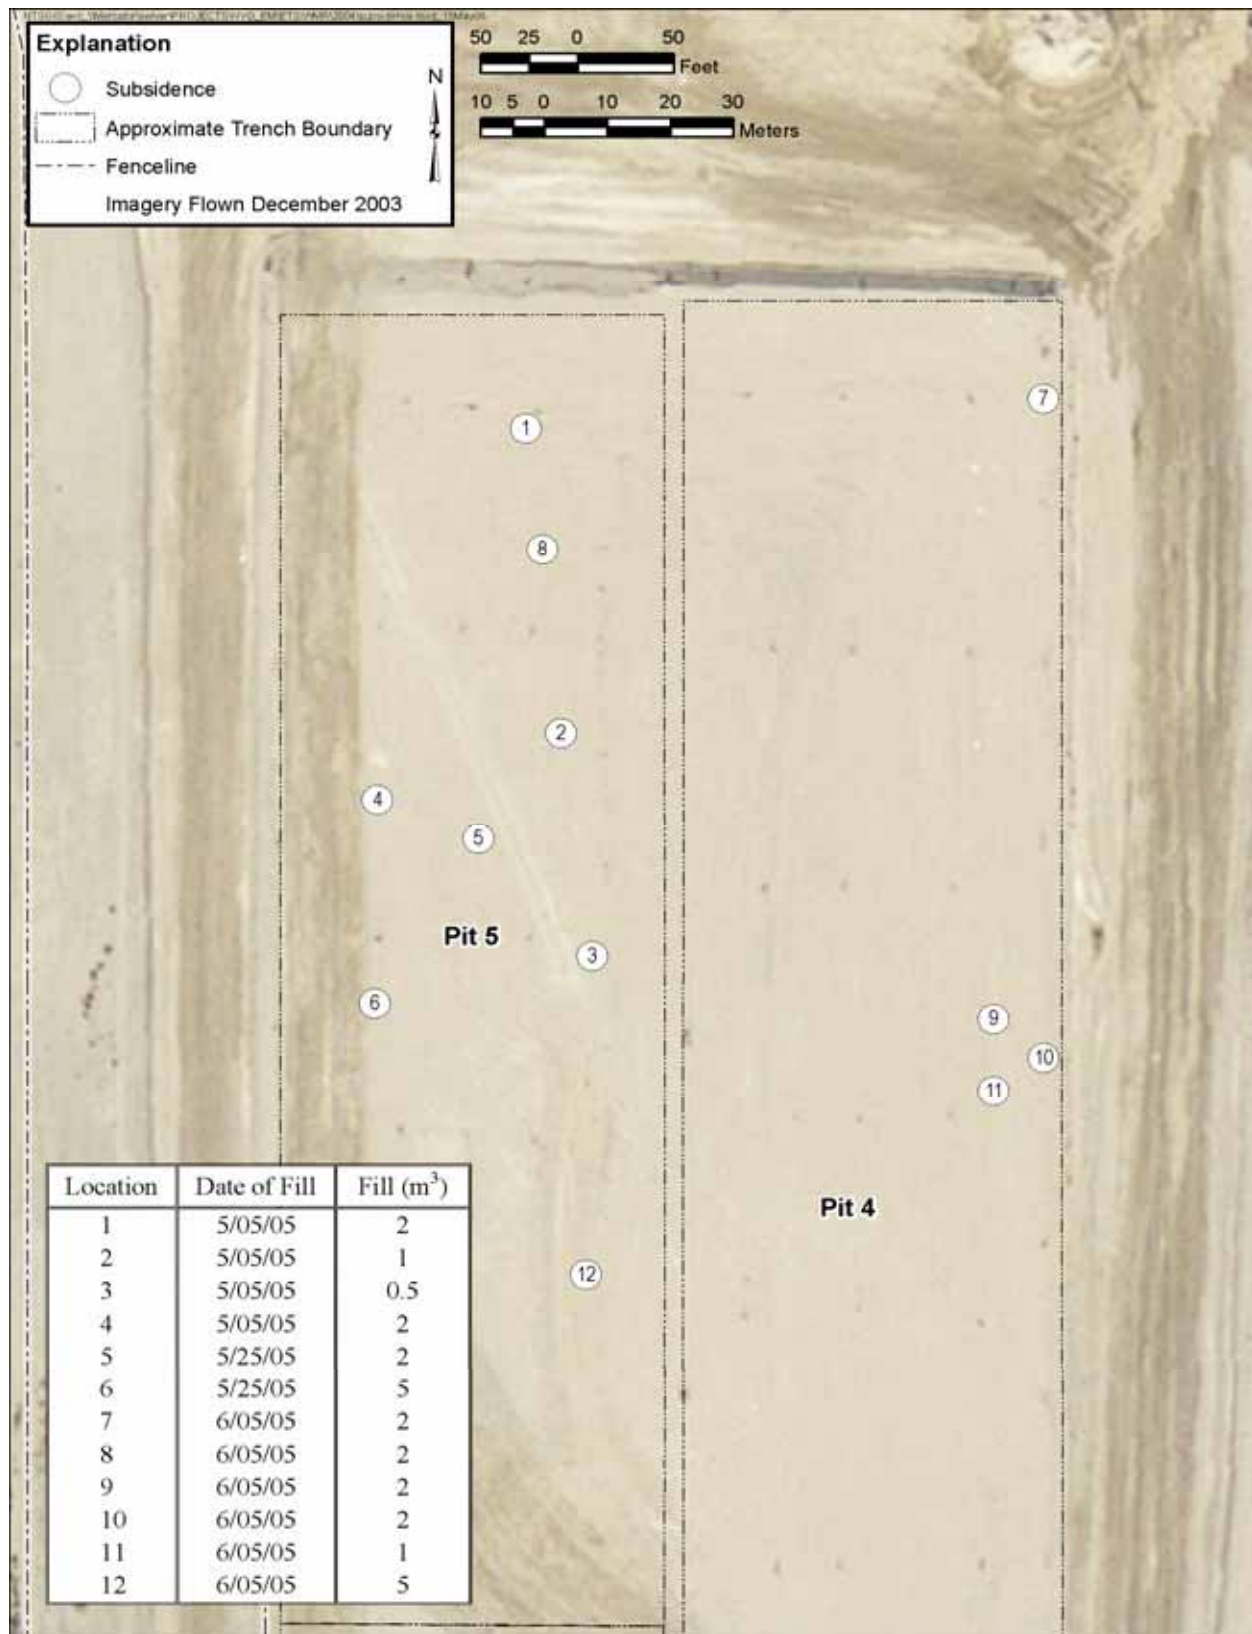 Explanation
Subsidence
Approximate Trench Boundary
Fenceline
Imagery Flown December 2003
N
50 25 0 50
Feet
10 5 0 10 20 30
Meters
7
1
8
2
4
5
Pit 5
3
6
9
10
11
Pit 4
12
Location Date of Fill Fill (m³)
1 5/05/05 2
2 5/05/05 1
3 5/05/05 0.5
4 5/05/05 2
5 5/25/05 2
6 5/25/05 5
7 6/05/05 2
8 6/05/05 2
9 6/05/05 2
10 6/05/05 2
11 6/05/05 1
12 6/05/05 5